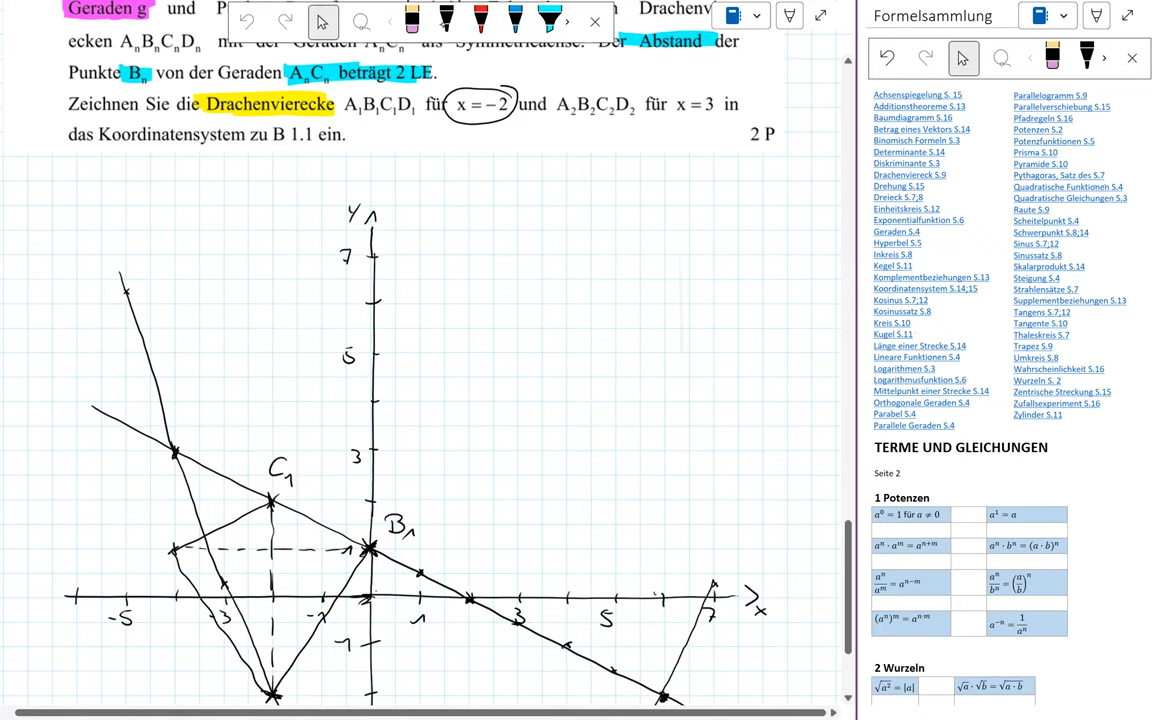 Geraden g und
Drachenvi
ecken AₙBₙCₙDₙ mit der Geraden AₙCₙ als Symmetrieachse. Der Abstand der
Punkte Bₙ von der Geraden AₙCₙ beträgt 2 LE.
Zeichnen Sie die Drachenvierecke A₁B₁C₁D₁ für x = −2 und A₂B₂C₂D₂ für x = 3 in
das Koordinatensystem zu B 1.1 ein. 2 P
y
7
5
3
C₁
B₁
1
-5 -3 -1 1 3 5 7 x
-1
Formelsammlung
Achsenspiegelung S. 15
Additionstheoreme S.13
Baumdiagramm S.16
Betrag eines Vektors S.14
Binomisch Formeln S.3
Determinante S.14
Diskriminante S.3
Drachenviereck S.9
Drehung S.15
Dreieck S.7;8
Einheitskreis S.12
Exponentialfunktion S.6
Geraden S.4
Hyperbel S.5
Inkreis S.8
Kegel S.11
Komplementbeziehungen S.13
Koordinatensystem S.14;15
Kosinus S.7;12
Kosinussatz S.8
Kreis S.10
Kugel S.11
Länge einer Strecke S.14
Lineare Funktionen S.4
Logarithmen S.3
Logarithmusfunktion S.6
Mittelpunkt einer Strecke S.14
Orthogonale Geraden S.4
Parabel S.4
Parallele Geraden S.4
Parallelogramm S.9
Parallelverschiebung S.15
Pfadregeln S.16
Potenzen S.2
Potenzfunktionen S.5
Prisma S.10
Pyramide S.10
Pythagoras, Satz des S.7
Quadratische Funktionen S.4
Quadratische Gleichungen S.3
Raute S.9
Scheitelpunkt S.4
Schwerpunkt S.8;14
Sinus S.7;12
Sinussatz S.8
Skalarprodukt S.14
Steigung S.4
Strahlensätze S.7
Supplementbeziehungen S.13
Tangens S.7;12
Tangente S.10
Thaleskreis S.7
Trapez S.9
Umkreis S.8
Wahrscheinlichkeit S.16
Wurzeln S. 2
Zentrische Streckung S.15
Zufallsexperiment S.16
Zylinder S.11
TERME UND GLEICHUNGEN
Seite 2
1 Potenzen
a⁰ = 1 für a ≠ 0 a¹ = a
aⁿ · aᵐ = aⁿ⁺ᵐ aⁿ · bⁿ = (a · b)ⁿ
aⁿ/aᵐ = aⁿ⁻ᵐ aⁿ/bⁿ = (a/b)ⁿ
(aⁿ)ᵐ = aⁿ·ᵐ a⁻ⁿ = 1/aⁿ
2 Wurzeln
√a² = |a| √a · √b = √a · b